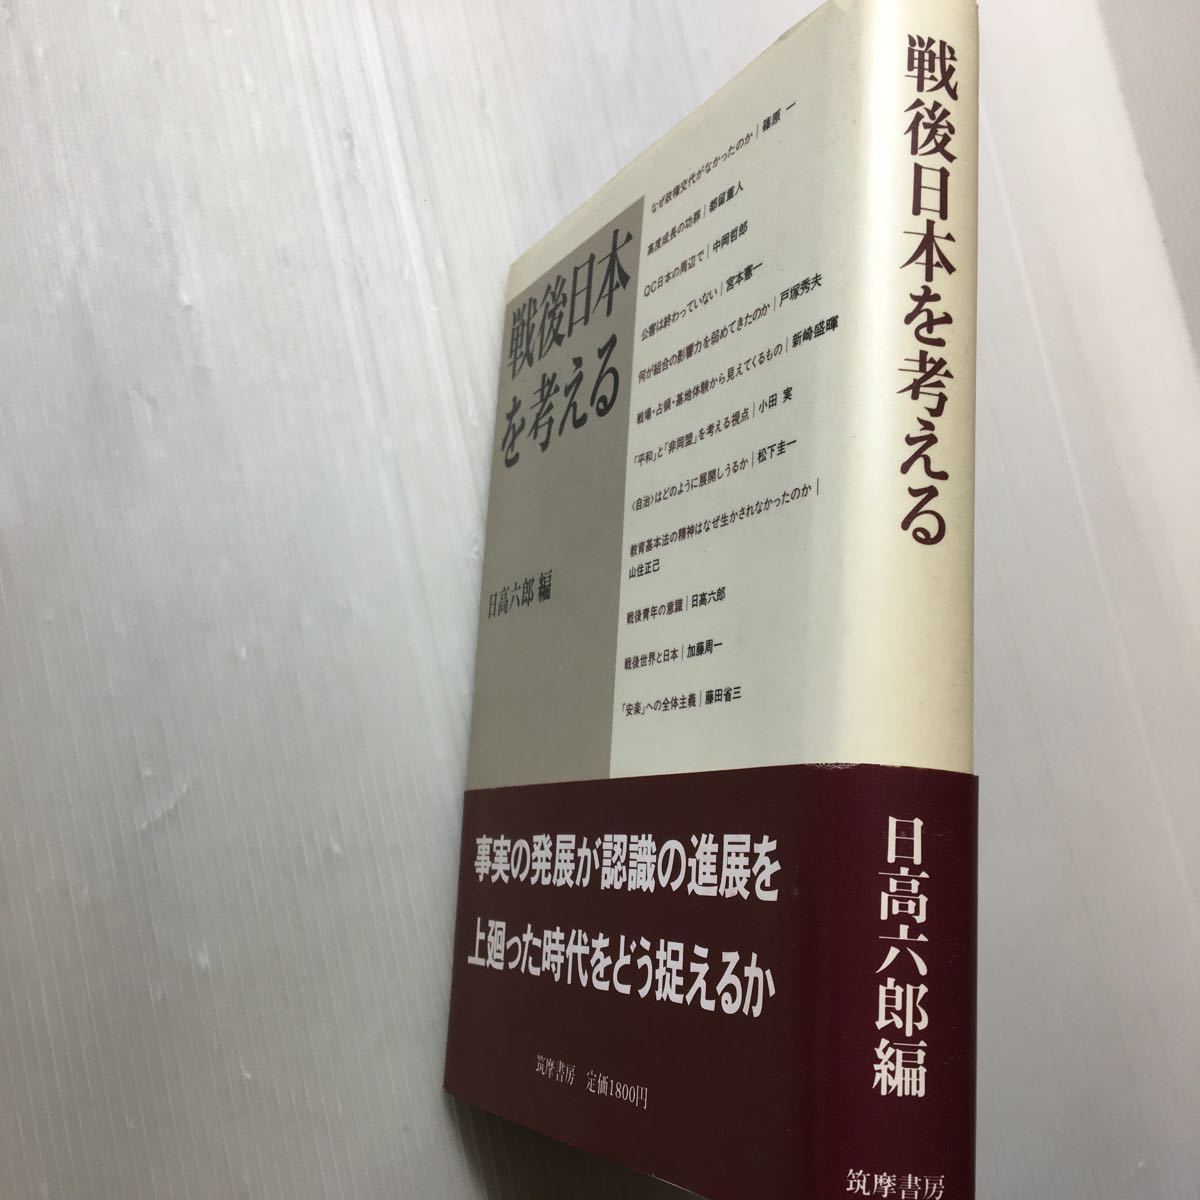 戦後日本
を考える
日高六郎 編
なぜ政権交代がなかったのか|篠原 一
高度成長の功罪|都留重人
QC日本の周辺で|中岡哲郎
公害は終わっていない|宮本憲一
何が組合の影響力を弱めてきたのか|戸塚秀夫
戦場・占領・基地体験から見えてくるもの|新崎盛暉
「平和」と「非同盟」を考える視点|小田 実
〈自治〉はどのように展開しうるか|松下圭一
教育基本法の精神はなぜ生かされなかったのか|
山住正己
戦後青年の意識|日高六郎
戦後世界と日本|加藤周一
「安楽」への全体主義|藤田省三
事実の発展が認識の進展を
上廻った時代をどう捉えるか
筑摩書房 定価1800円
戦後日本を考える
日高六郎編
筑摩書房